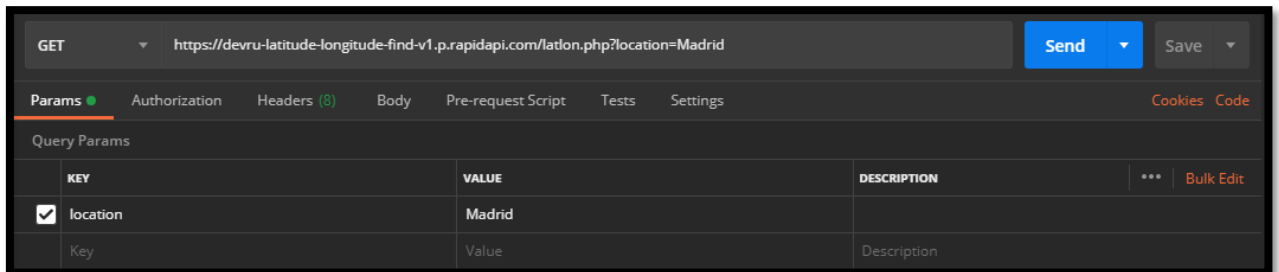 GET https://devru-latitude-longitude-find-v1.p.rapidapi.com/latlon.php?location=Madrid Send Save
Params Authorization Headers (8) Body Pre-request Script Tests Settings Cookies Code
Query Params
KEY VALUE DESCRIPTION ••• Bulk Edit
location Madrid
Key Value Description